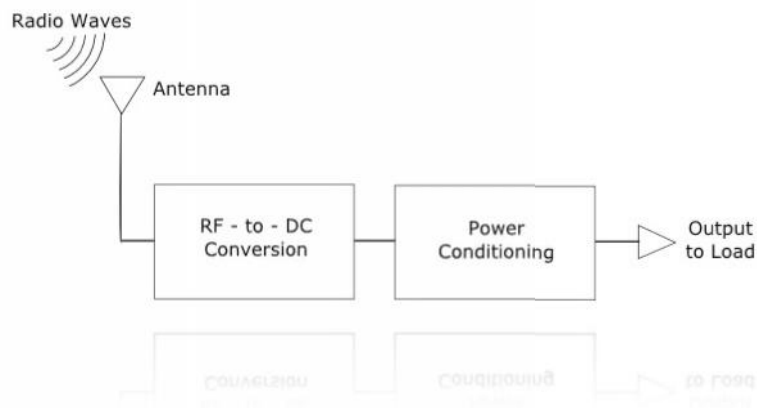 Radio Waves
Antenna
RF - to - DC
Conversion
Power
Conditioning
Output
to Load